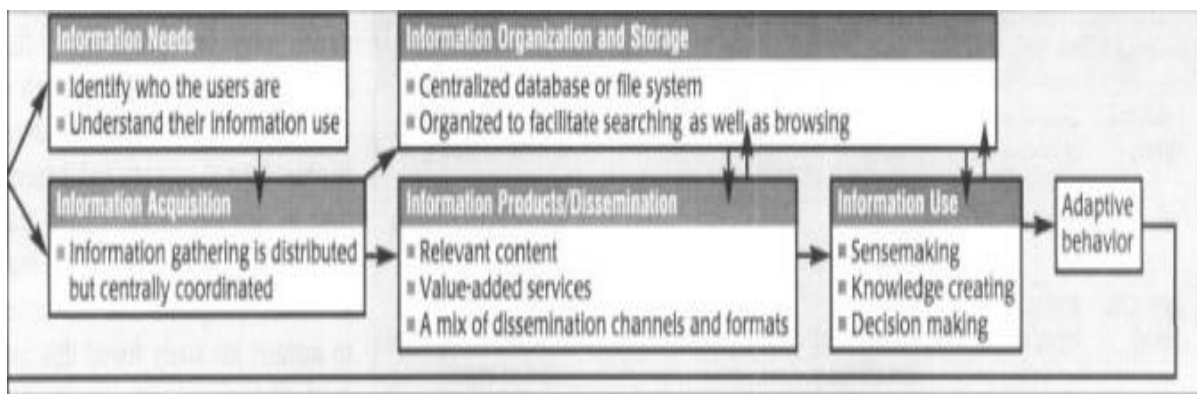 Information Needs
▪ Identify who the users are
▪ Understand their information use
Information Organization and Storage
▪ Centralized database or file system
▪ Organized to facilitate searching as well as browsing
Information Acquisition
▪ Information gathering is distributed
but centrally coordinated
Information Products/Dissemination
▪ Relevant content
▪ Value-added services
▪ A mix of dissemination channels and formats
Information Use
▪ Sensemaking
▪ Knowledge creating
▪ Decision making
Adaptive
behavior